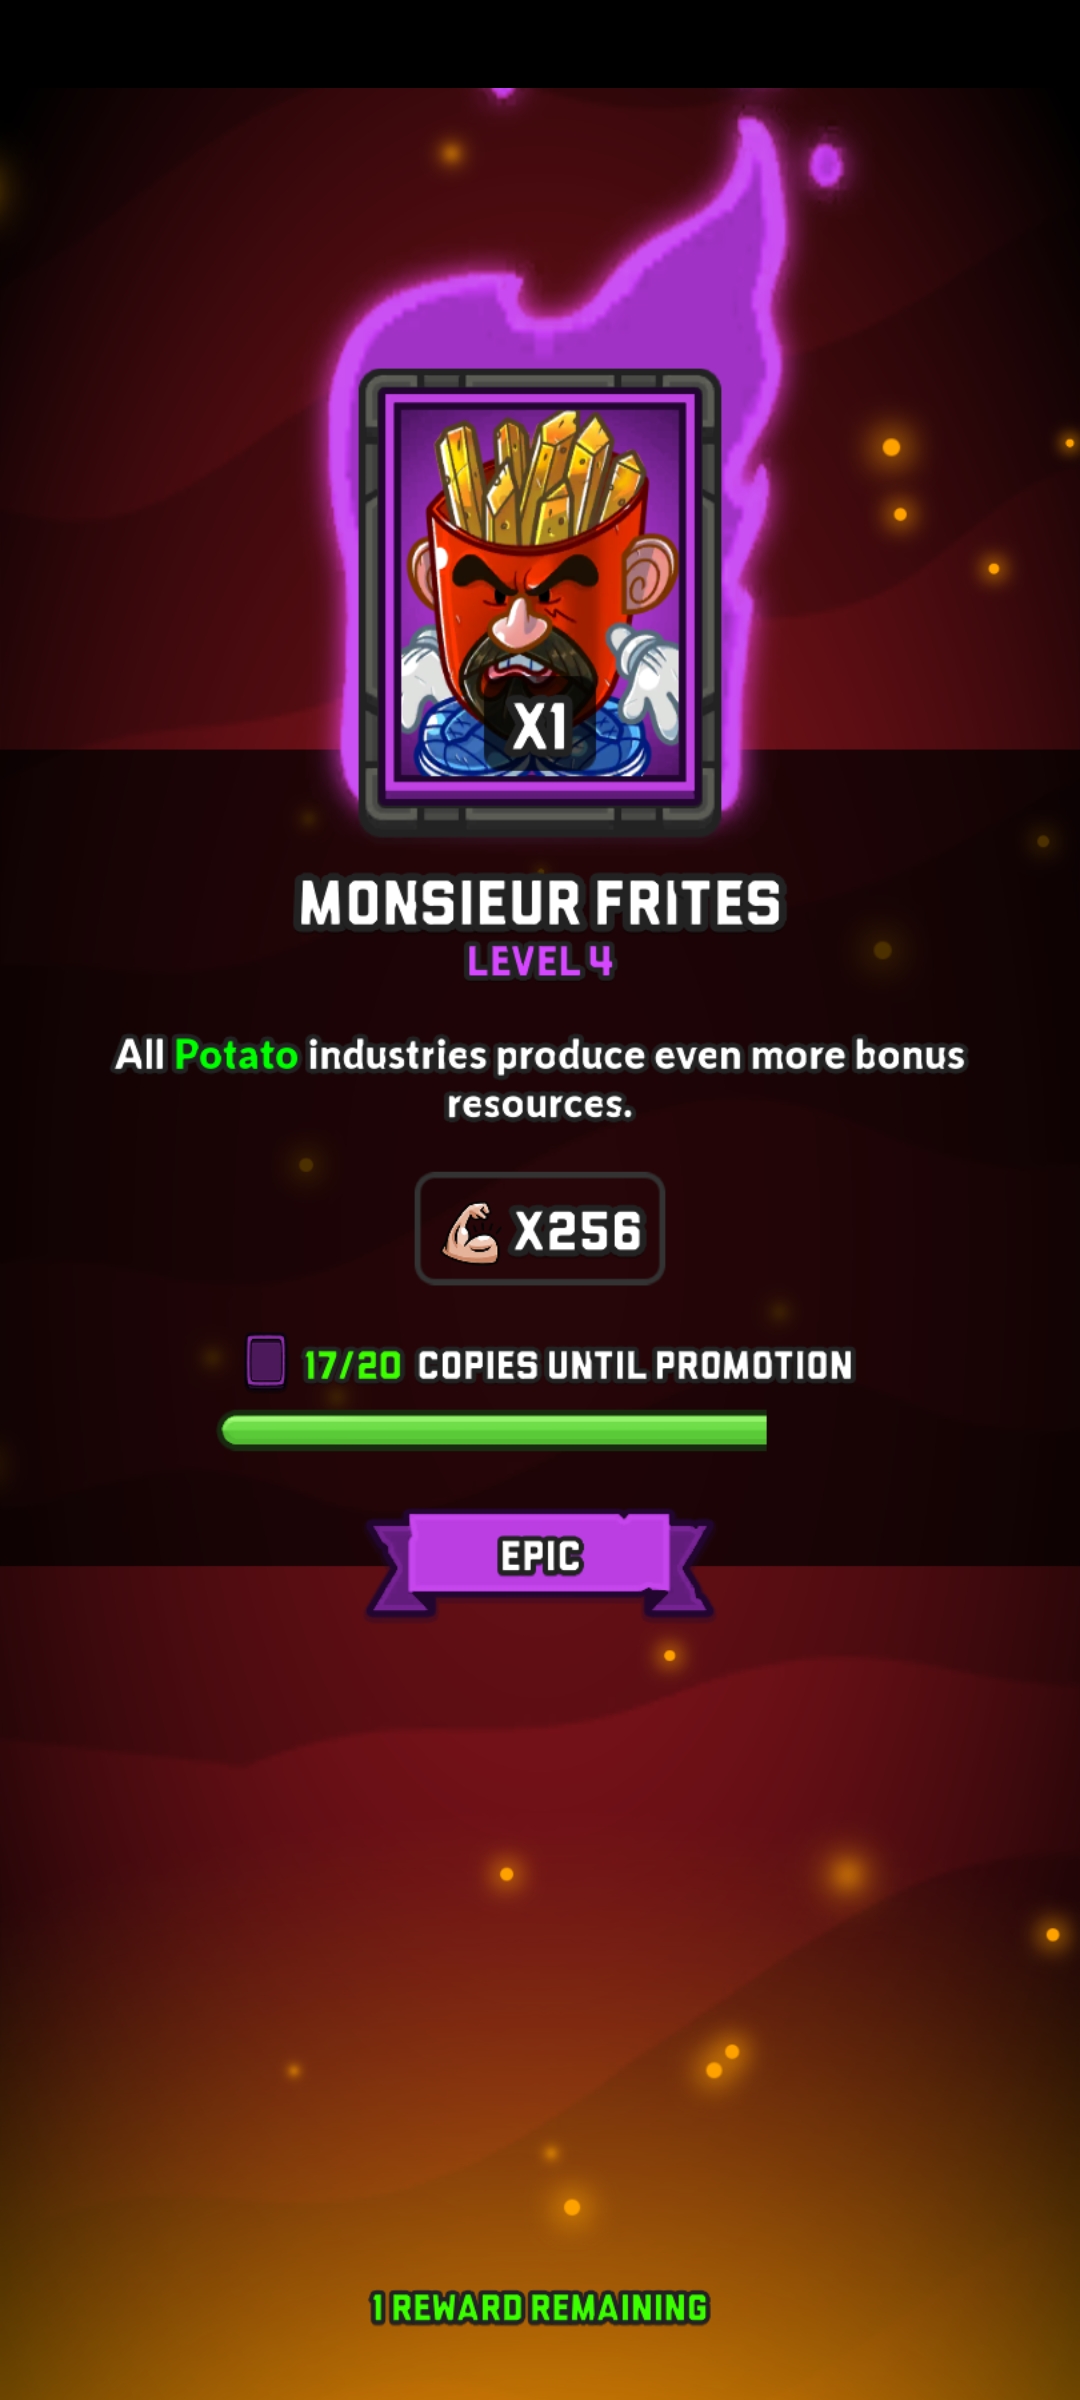 X1
MONSIEUR FRITES
LEVEL 4
All Potato industries produce even more bonus
resources.
X256
17/20 COPIES UNTIL PROMOTION
EPIC
1 REWARD REMAINING